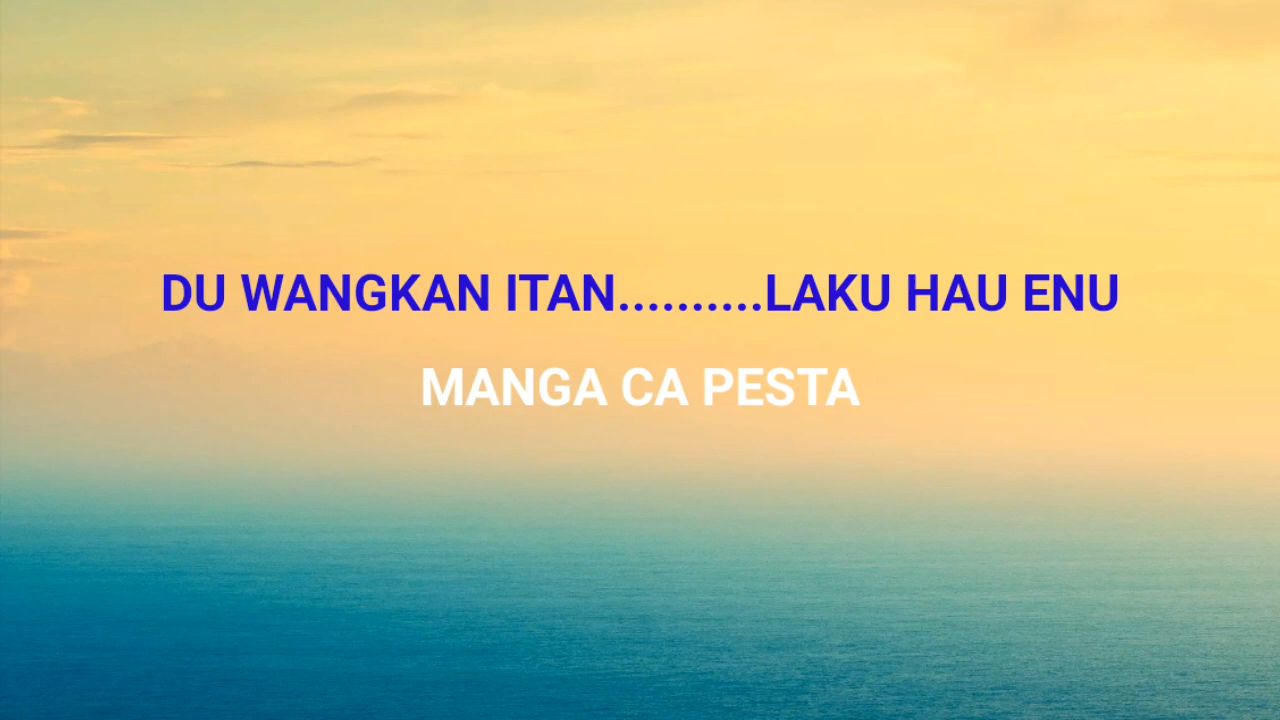 DU WANGKAN ITAN..........LAKU HAU ENU
MANGA CA PESTA